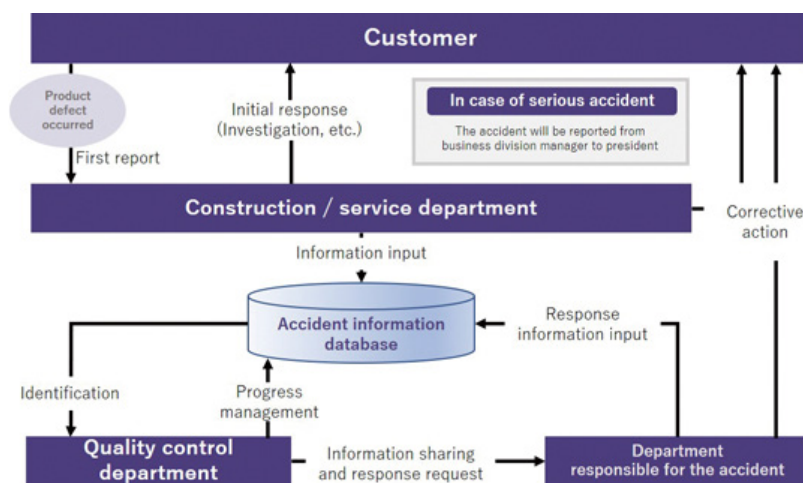 Customer
Product
defect
occurred
First report
Initial response
(Investigation, etc.)
In case of serious accident
The accident will be reported from
business division manager to president
Construction / service department
Corrective
action
Information input
Accident information
database
Response
information input
Identification
Progress
management
Quality control
department
Information sharing
and response request
Department
responsible for the accident